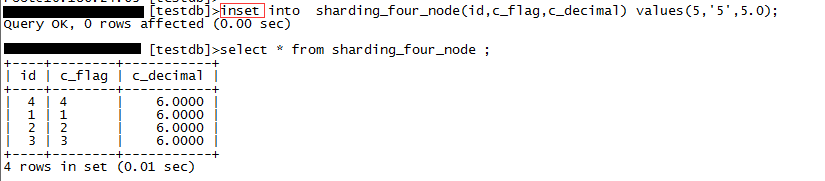 [testdb]>inset into  sharding_four_node(id,c_flag,c_decimal) values(5,'5',5.0);
Query OK, 0 rows affected (0.00 sec)
[testdb]>select * from sharding_four_node ;
+----+--------+-----------+
| id | c_flag | c_decimal |
+----+--------+-----------+
|  4 | 4      |    6.0000 |
|  1 | 1      |    6.0000 |
|  2 | 2      |    6.0000 |
|  3 | 3      |    6.0000 |
+----+--------+-----------+
4 rows in set (0.01 sec)